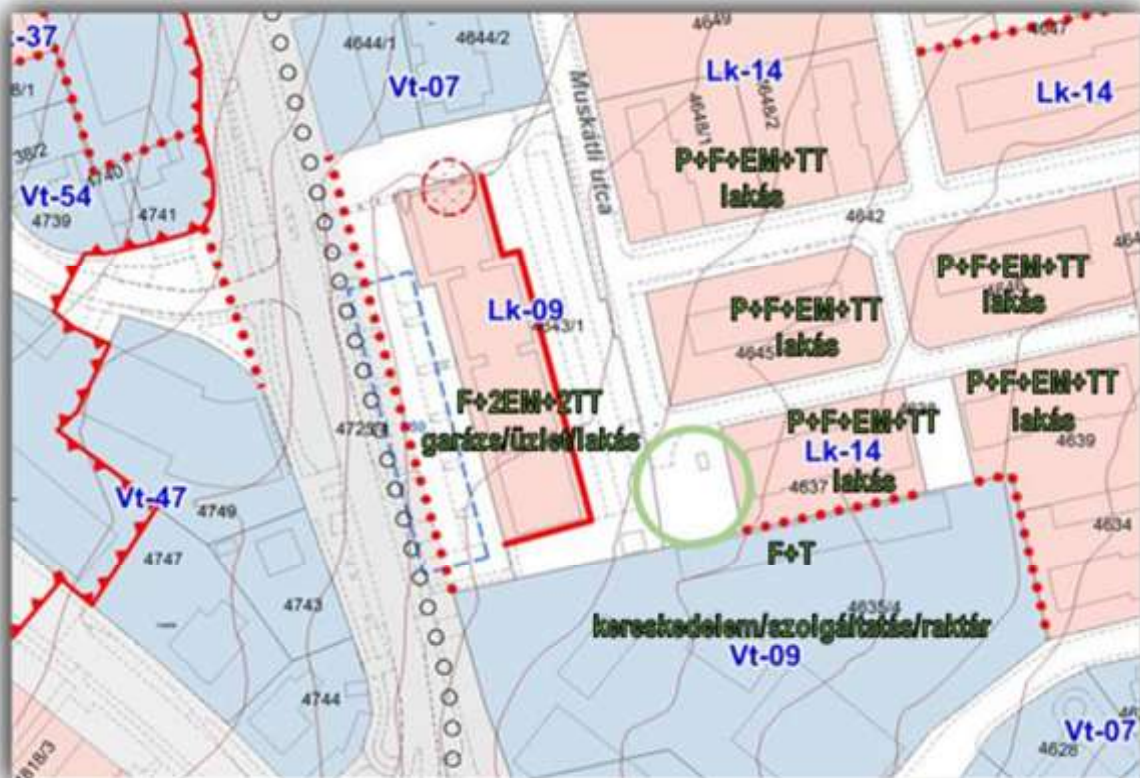 4649
4647
4644/1
4644/2
Vt-07
Lk-14
Lk-14
Muskátli utca
4648/1
4648/2
P+F+EM+TT
lakás
38/2
4740
Vt-54
4739
4741
4642
P+F+EM+TT
lakás
Lk-09
4643/1
P+F+EM+TT
4645
lakás
F+2EM+2TT
garázs/üzlet/lakás
P+F+EM+TT
lakás
4639
P+F+EM+TT
Lk-14
4637
lakás
4634
Vt-47
4749
4747
F+T
4743
4635/4
kereskedelem/szolgáltatás/raktár
Vt-09
4744
Vt-07
4628